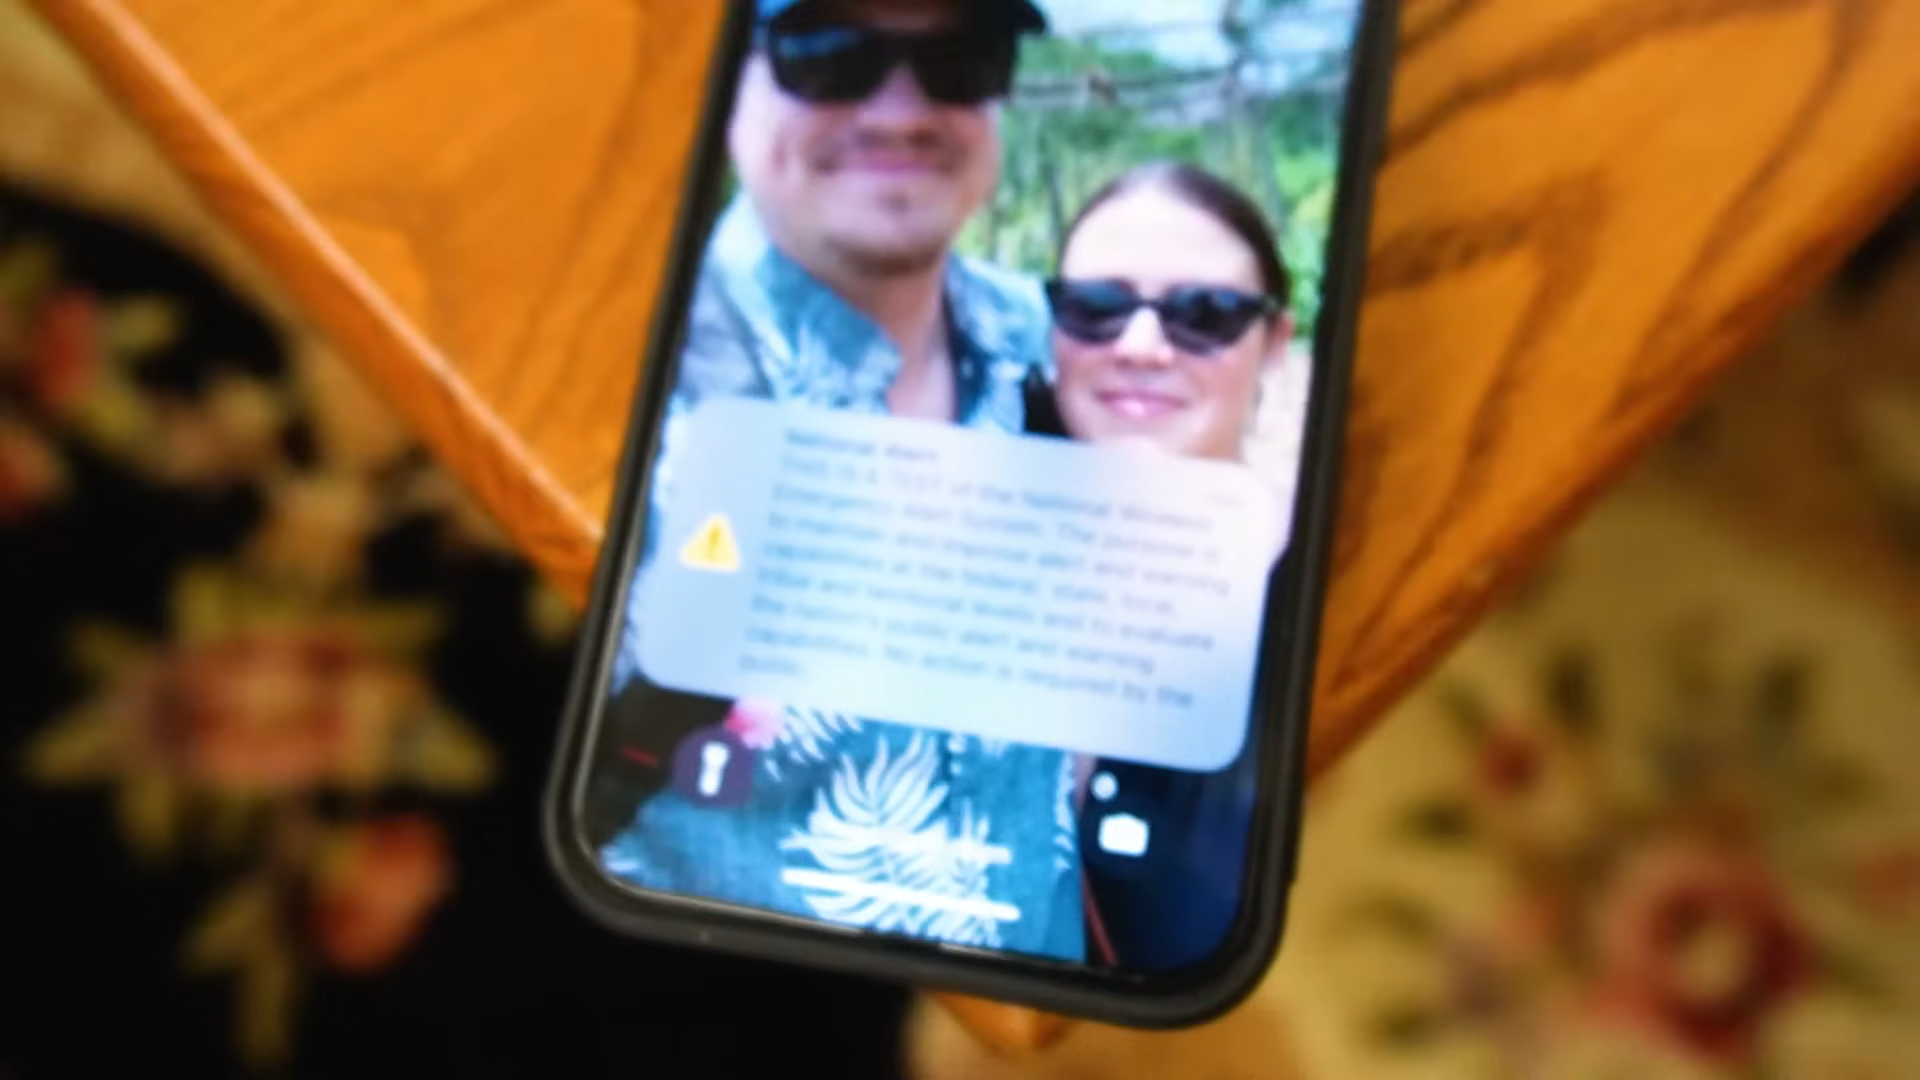 National Alert
THIS IS A TEST of the National Wireless
Emergency Alert System. The purpose is
to maintain and improve alert and warning
capabilities at the federal, state, local,
tribal and territorial levels and to evaluate
the nation's public alert and warning
capabilities. No action is required by the
public.